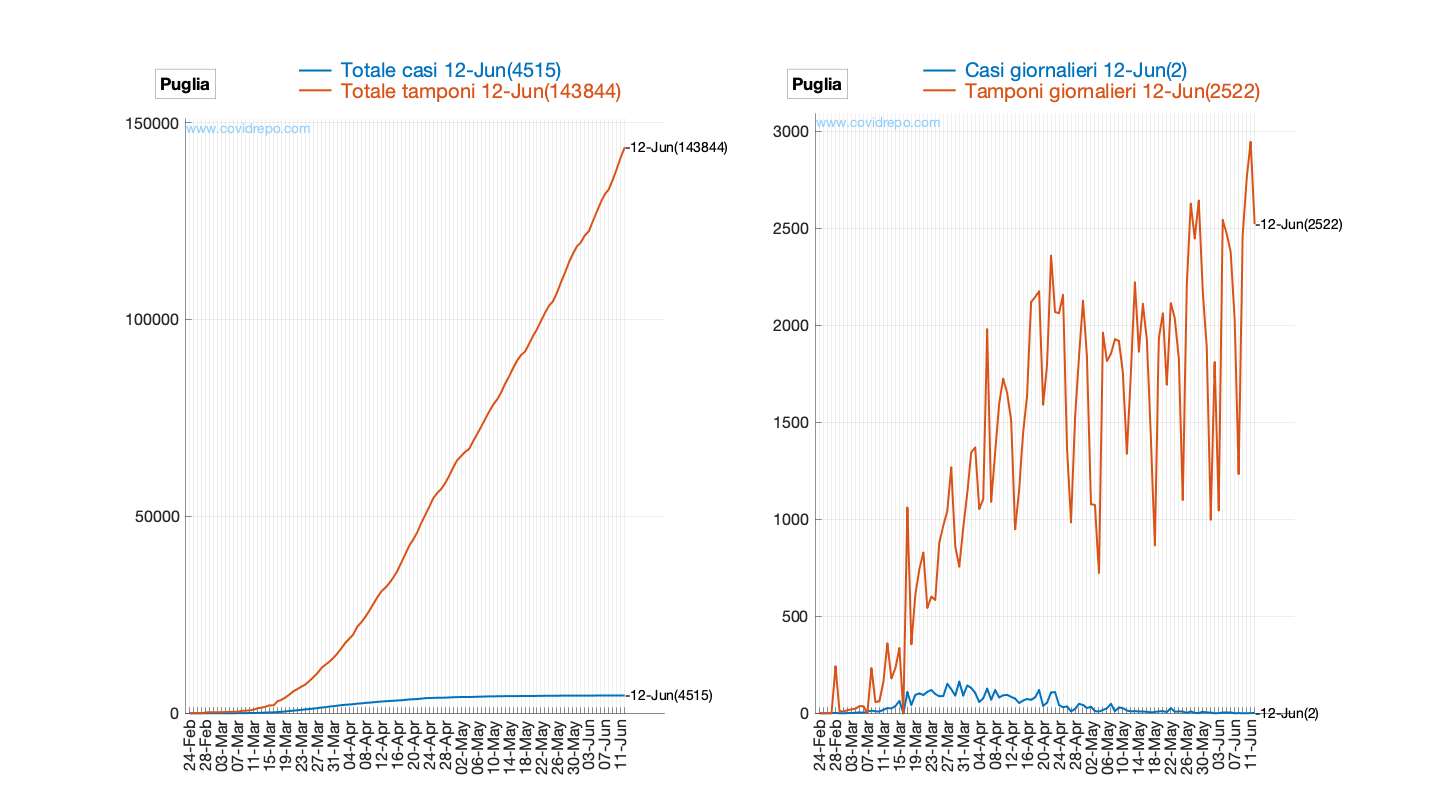 Puglia
Totale casi 12-Jun(4515)
Totale tamponi 12-Jun(143844)
www.covidrepo.com
150000
100000
50000
0
-12-Jun(143844)
-12-Jun(4515)
24-Feb
28-Feb
03-Mar
07-Mar
11-Mar
15-Mar
19-Mar
23-Mar
27-Mar
31-Mar
04-Apr
08-Apr
12-Apr
16-Apr
20-Apr
24-Apr
28-Apr
02-May
06-May
10-May
14-May
18-May
22-May
26-May
30-May
03-Jun
07-Jun
11-Jun
Puglia
Casi giornalieri 12-Jun(2)
Tamponi giornalieri 12-Jun(2522)
www.covidrepo.com
3000
2500
2000
1500
1000
500
0
-12-Jun(2522)
-12-Jun(2)
24-Feb
28-Feb
03-Mar
07-Mar
11-Mar
15-Mar
19-Mar
23-Mar
27-Mar
31-Mar
04-Apr
08-Apr
12-Apr
16-Apr
20-Apr
24-Apr
28-Apr
02-May
06-May
10-May
14-May
18-May
22-May
26-May
30-May
03-Jun
07-Jun
11-Jun